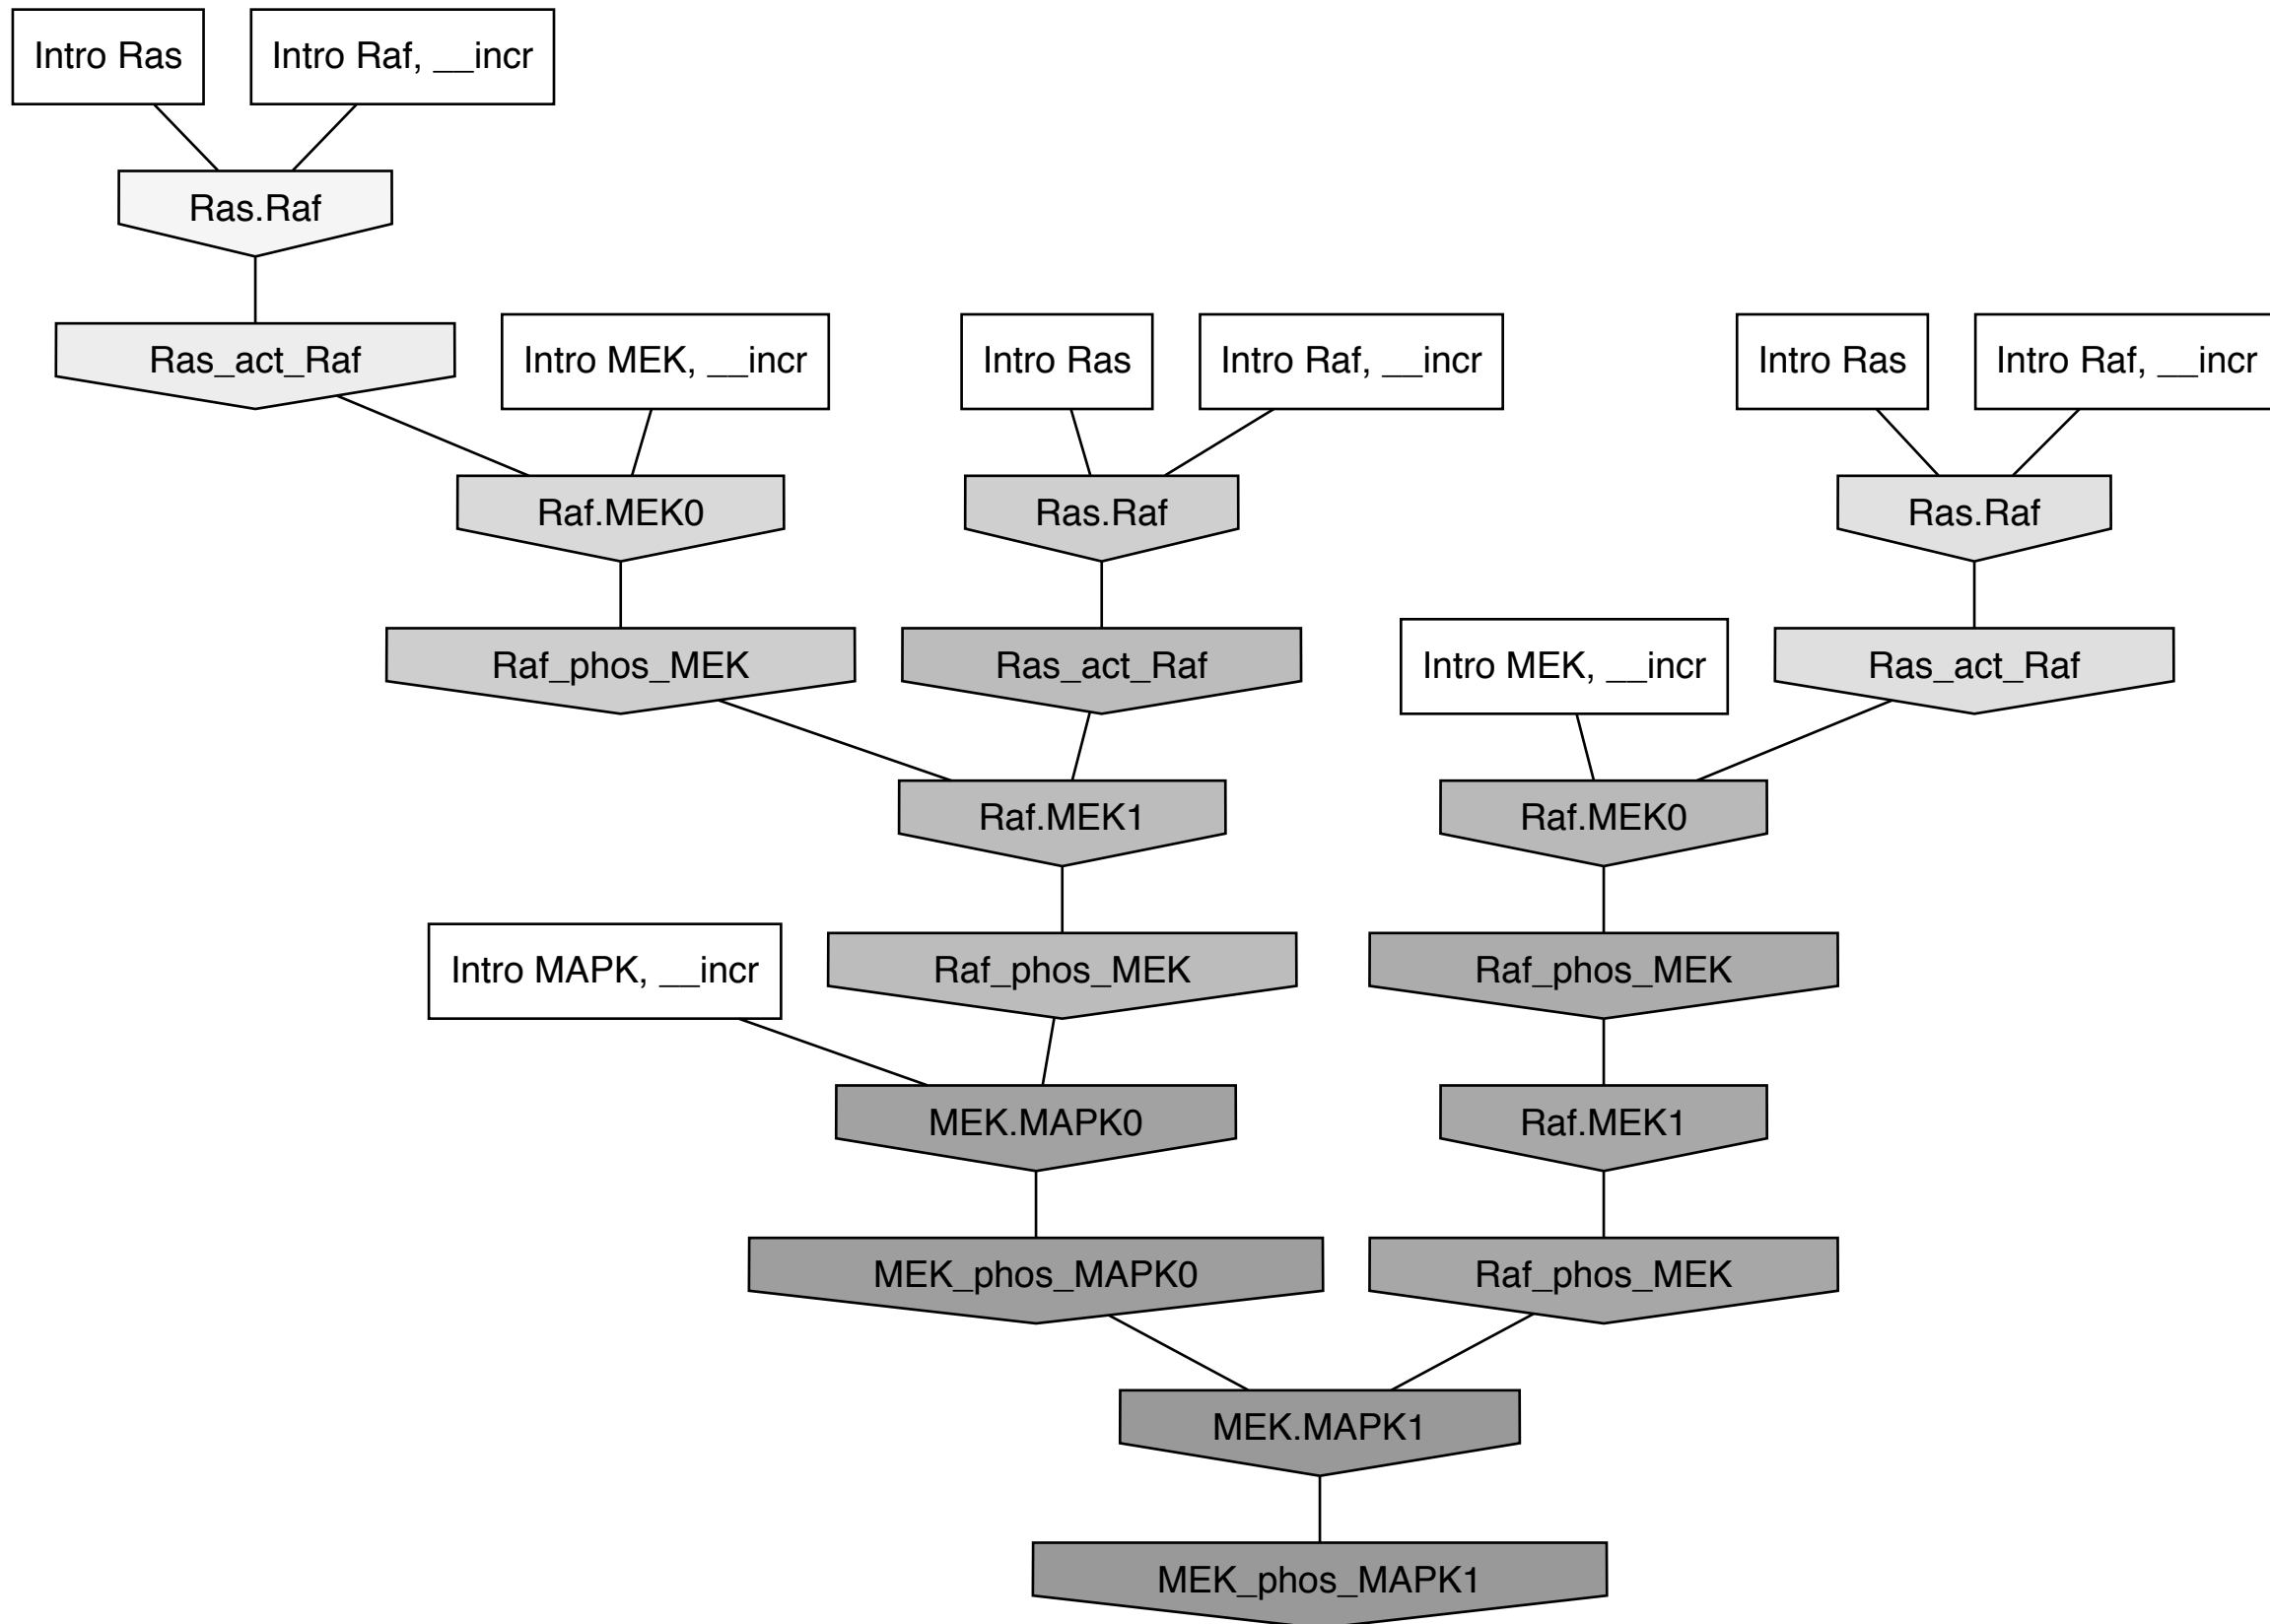 Intro Ras
Intro Raf, __incr
Ras.Raf
Ras_act_Raf
Intro MEK, __incr
Intro Ras
Intro Raf, __incr
Intro Ras
Intro Raf, __incr
Raf.MEK0
Ras.Raf
Ras.Raf
Raf_phos_MEK
Ras_act_Raf
Intro MEK, __incr
Ras_act_Raf
Raf.MEK1
Raf.MEK0
Intro MAPK, __incr
Raf_phos_MEK
Raf_phos_MEK
MEK.MAPK0
Raf.MEK1
MEK_phos_MAPK0
Raf_phos_MEK
MEK.MAPK1
MEK_phos_MAPK1